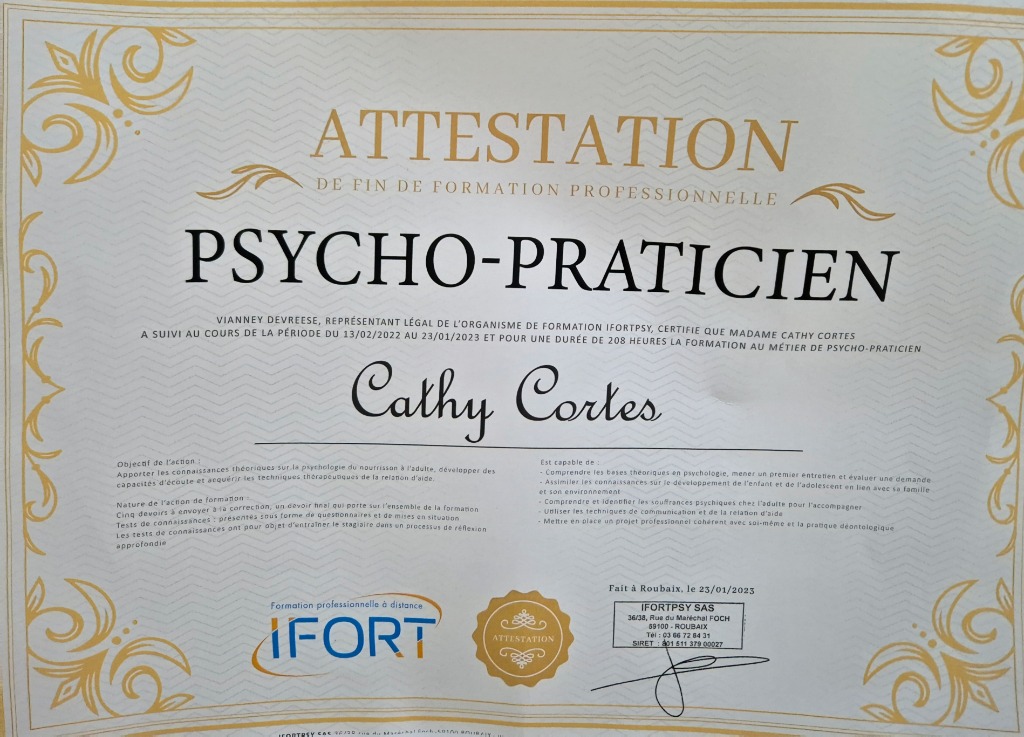 ATTESTATION
DE FIN DE FORMATION PROFESSIONNELLE
PSYCHO-PRATICIEN
VIANNEY DEVREESE, REPRÉSENTANT LÉGAL DE L'ORGANISME DE FORMATION IFORTPSY, CERTIFIE QUE MADAME CATHY CORTES
A SUIVI AU COURS DE LA PÉRIODE DU 13/02/2022 AU 23/01/2023 ET POUR UNE DURÉE DE 208 HEURES LA FORMATION AU MÉTIER DE PSYCHO-PRATICIEN
Cathy Cortes
Objectif de l'action :
Apporter les connaissances théoriques sur la psychologie du nourrisson à l'adulte, développer des
capacités d'écoute et acquérir les techniques thérapeutiques de la relation d'aide.
Nature de l'action de formation :
Cinq devoirs à envoyer à la correction, un devoir final qui porte sur l'ensemble de la formation
Tests de connaissances : présentés sous forme de questionnaires et de mises en situation
Les tests de connaissances ont pour objet d'entraîner le stagiaire dans un processus de réflexion
approfondie
Est capable de :
- Comprendre les bases théoriques en psychologie, mener un premier entretien et évaluer une demande
- Assimiler les connaissances sur le développement de l'enfant et de l'adolescent en lien avec sa famille
et son environnement
- Comprendre et identifier les souffrances psychiques chez l'adulte pour l'accompagner
- Utiliser les techniques de communication et de la relation d'aide
- Mettre en place un projet professionnel cohérent avec soi-même et la pratique déontologique
Formation professionnelle à distance
IFORT
ATTESTATION
Fait à Roubaix, le 23/01/2023
IFORTPSY SAS
36/38, Rue du Maréchal FOCH
59100 - ROUBAIX
Tél : 03 66 72 84 31
SIRET : 801 511 379 00027
IFORTPSY SAS 36/38 rue du Maréchal Foch 59100 ROUBAIX